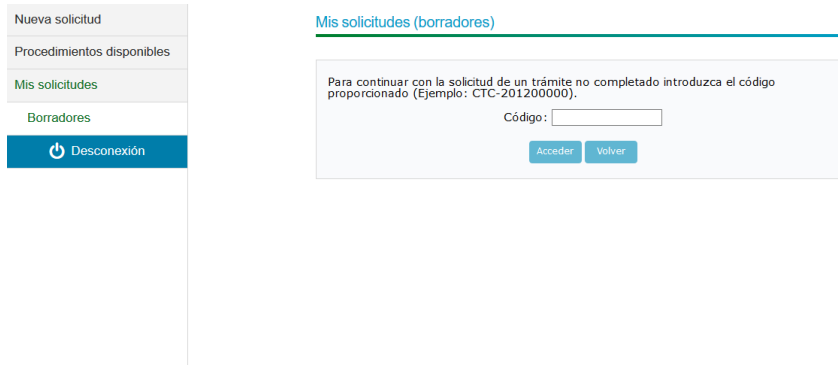 Nueva solicitud
Procedimientos disponibles
Mis solicitudes
Borradores
Desconexión
Mis solicitudes (borradores)
Para continuar con la solicitud de un trámite no completado introduzca el código
proporcionado (Ejemplo: CTC-201200000).
Código:
Acceder Volver